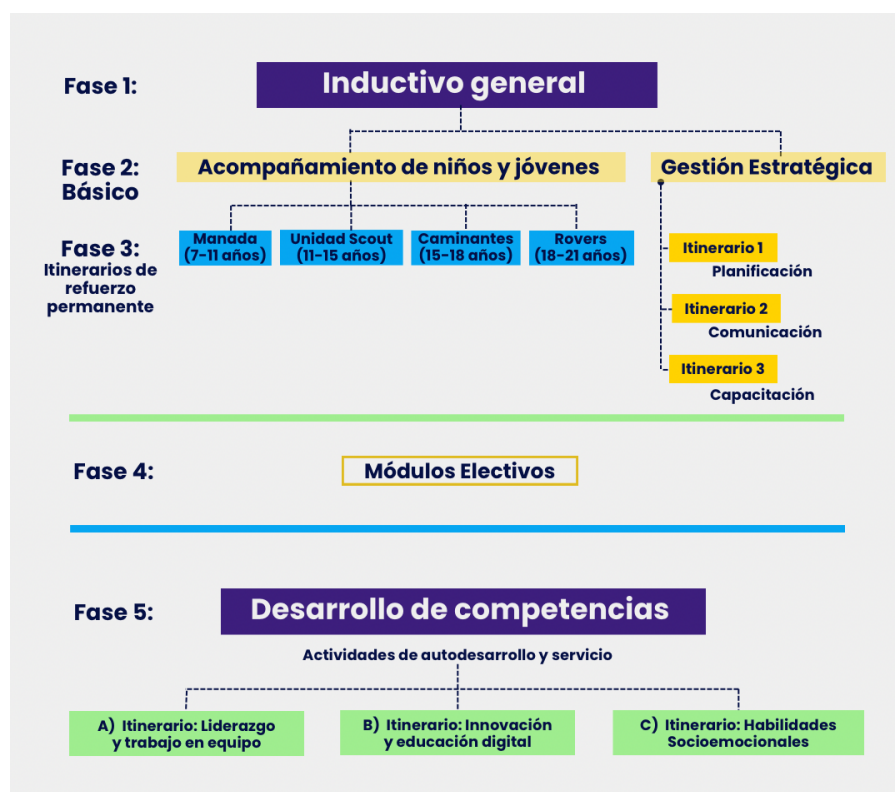 Fase 1:
Inductivo general
Fase 2:
Básico
Acompañamiento de niños y jóvenes
Gestión Estratégica
Fase 3:
Itinerarios de
refuerzo
permanente
Manada
(7-11 años)
Unidad Scout
(11-15 años)
Caminantes
(15-18 años)
Rovers
(18-21 años)
Itinerario 1
Planificación
Itinerario 2
Comunicación
Itinerario 3
Capacitación
Fase 4:
Módulos Electivos
Fase 5:
Desarrollo de competencias
Actividades de autodesarrollo y servicio
A) Itinerario: Liderazgo
y trabajo en equipo
B) Itinerario: Innovación
y educación digital
C) Itinerario: Habilidades
Socioemocionales